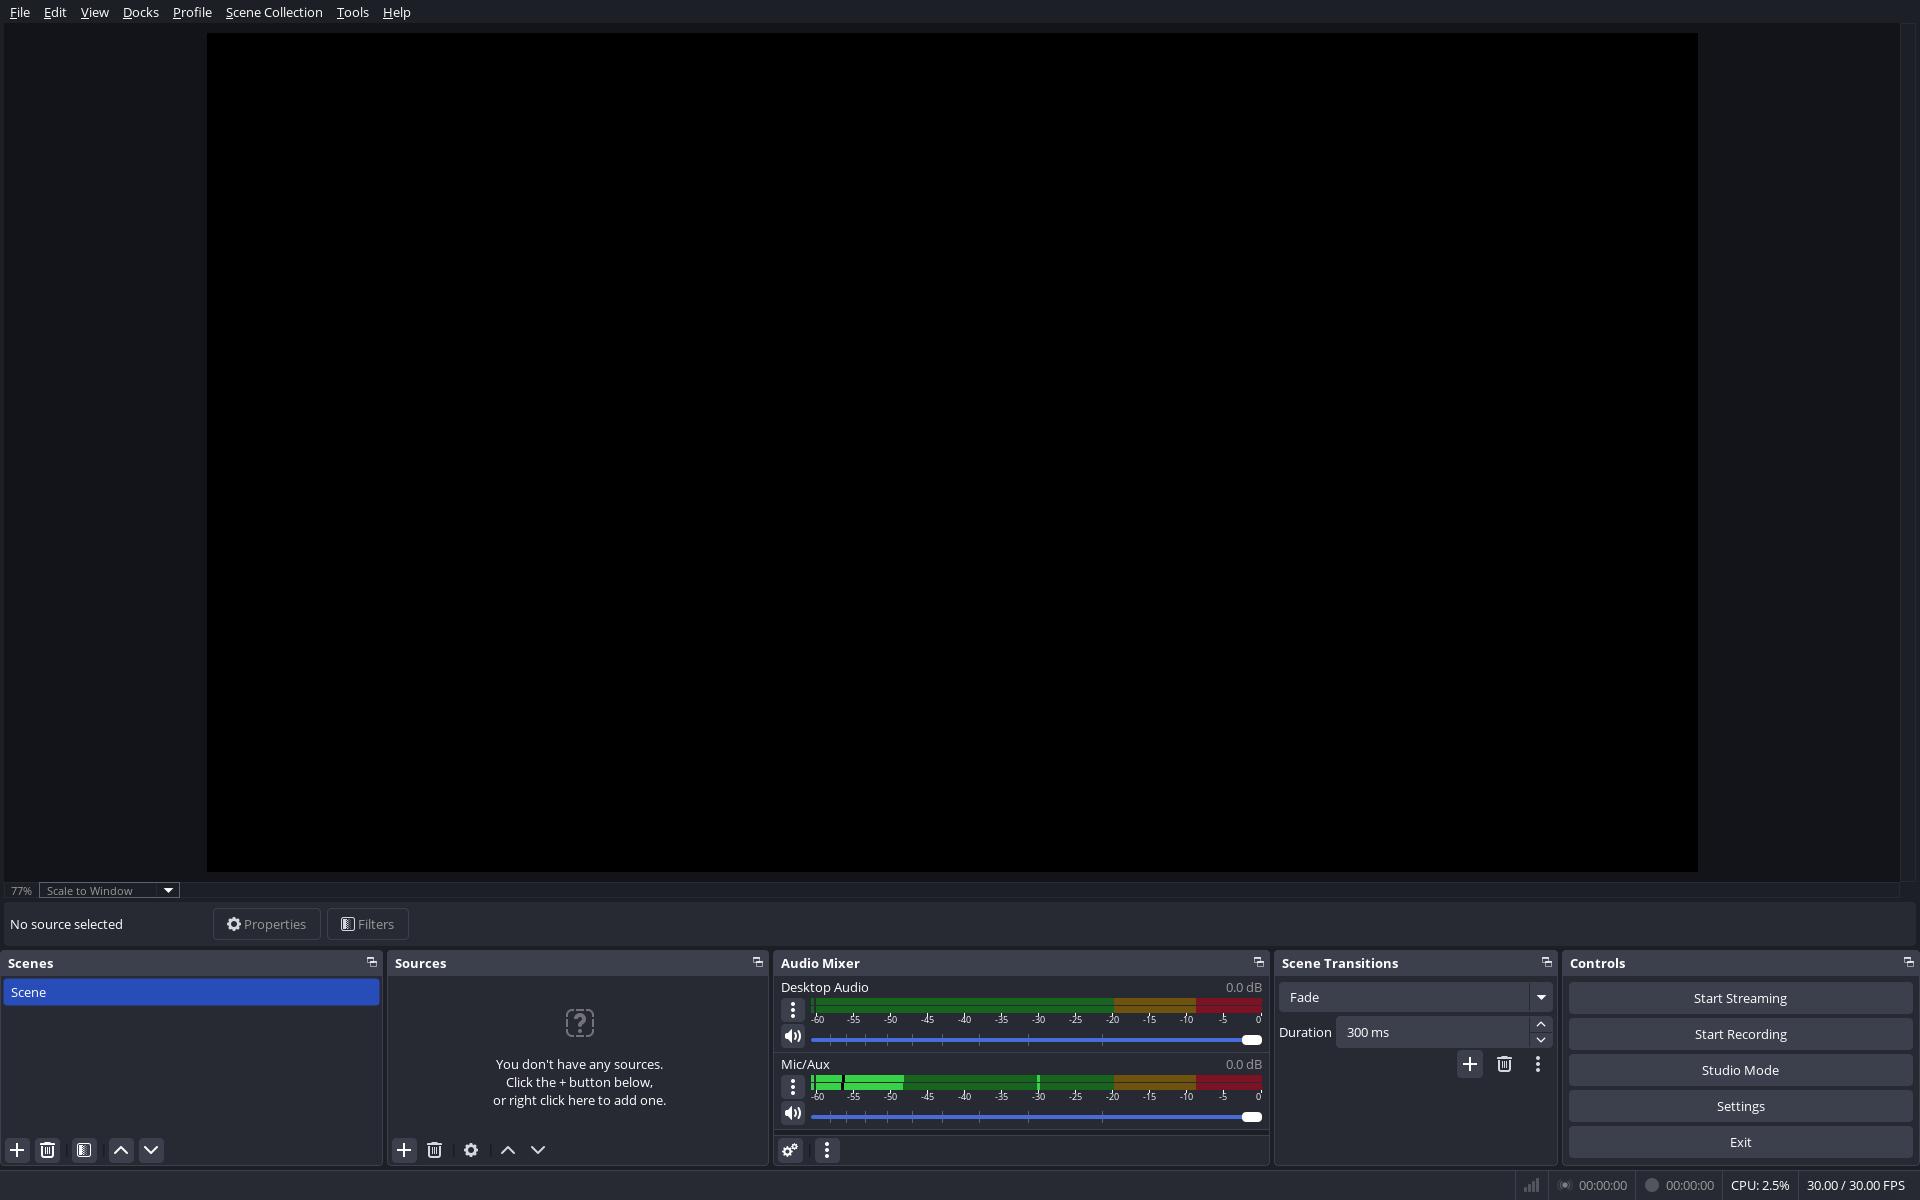 File Edit View Docks Profile Scene Collection Tools Help
77% Scale to Window
No source selected Properties Filters
Scenes
Scene
Sources
You don't have any sources.
Click the + button below,
or right click here to add one.
Audio Mixer
Desktop Audio 0.0 dB
-60 -55 -50 -45 -40 -35 -30 -25 -20 -15 -10 -5 0
Mic/Aux 0.0 dB
-60 -55 -50 -45 -40 -35 -30 -25 -20 -15 -10 -5 0
Scene Transitions
Fade
Duration 300 ms
Controls
Start Streaming
Start Recording
Studio Mode
Settings
Exit
00:00:00 00:00:00 CPU: 2.5% 30.00 / 30.00 FPS